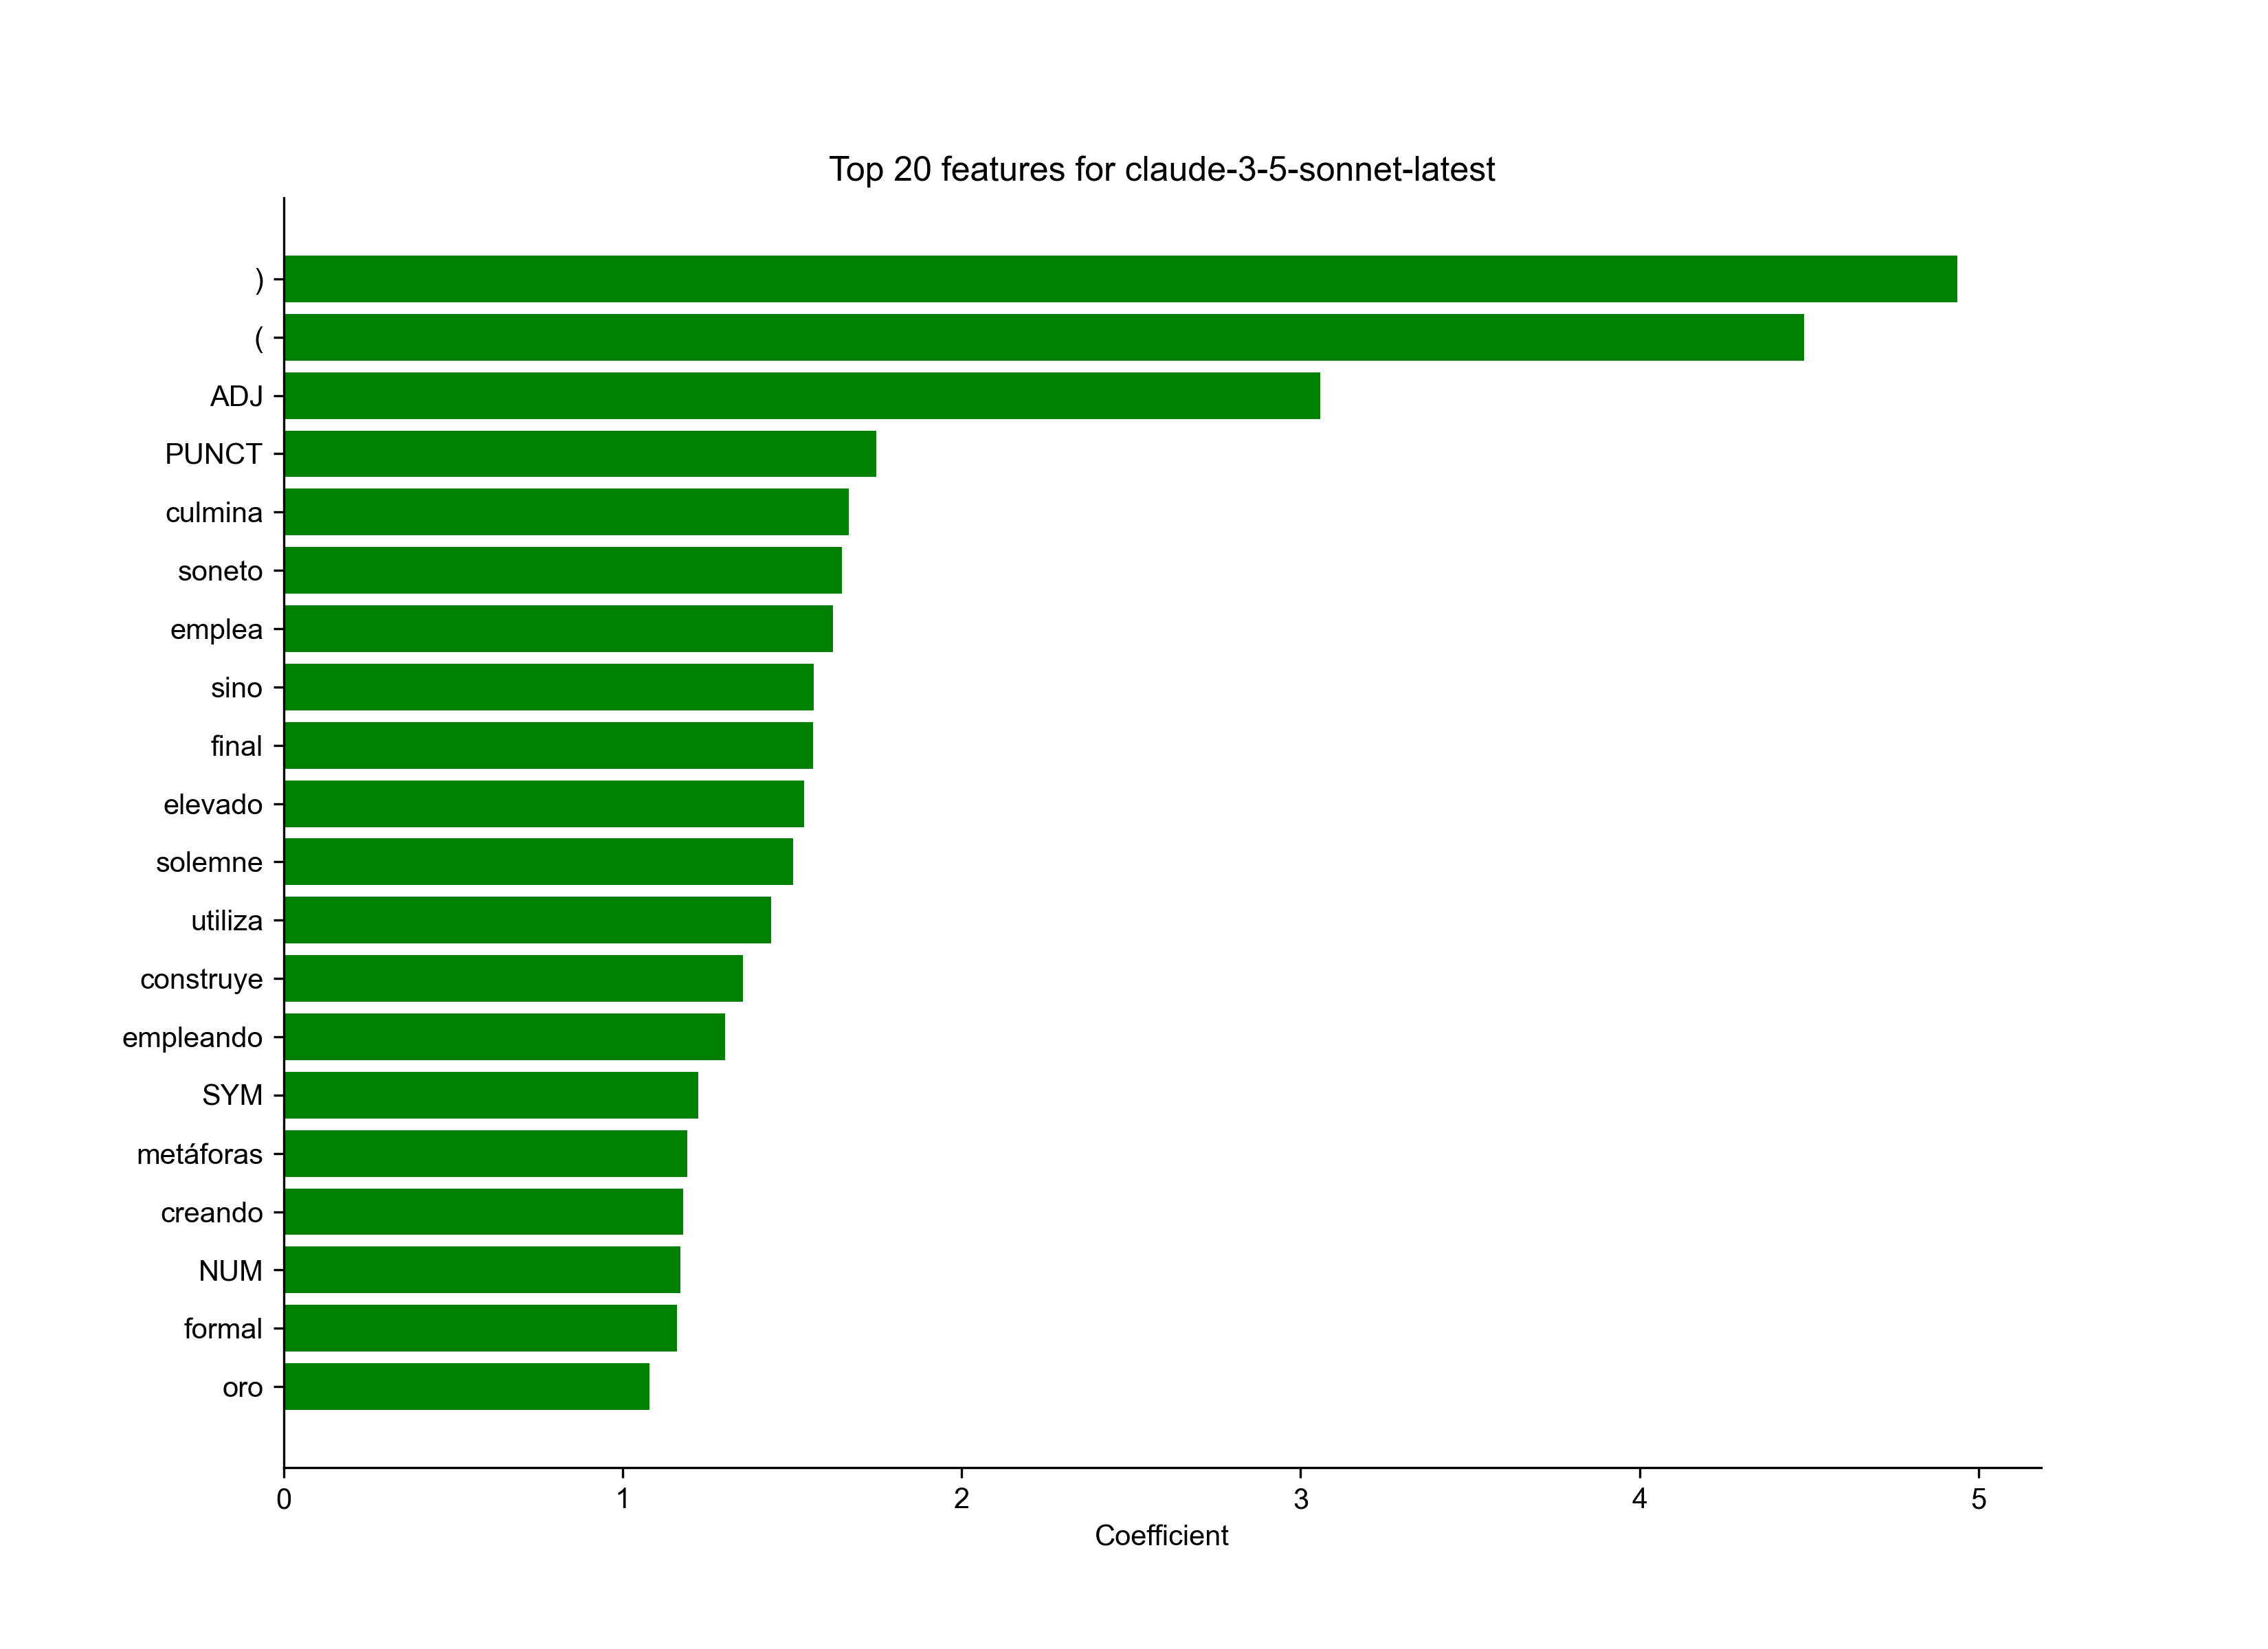 Top 20 features for claude-3-5-sonnet-latest
)
(
ADJ
PUNCT
culmina
soneto
emplea
sino
final
elevado
solemne
utiliza
construye
empleando
SYM
metáforas
creando
NUM
formal
oro
0 1 2 3 4 5
Coefficient